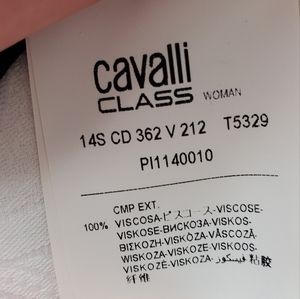 cavalli
CLASS WOMAN
14S CD 362 V 212 T5329
PI1140010
CMP EXT.
100% VISCOSA-ビスコース-VISCOSE-
VISKOSE-ВИСКОЗА-VISKOS-
ΒΙΣΚΟΖΗ-VISKÓZA-VÂSCOZĂ-
WISKOZA-VISKOZE-VISKOOS-
VISKOZĖ-VISKOZA-فيسكوز-粘胶
纤维